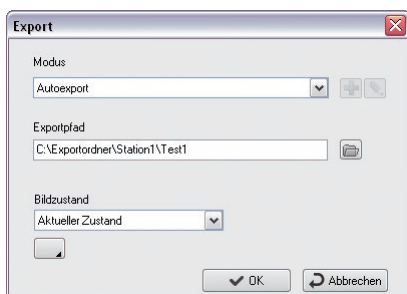 Export
Modus
Autoexport
Exportpfad
C:\Exportordner\Station1\Test1
Bildzustand
Aktueller Zustand
OK
Abbrechen